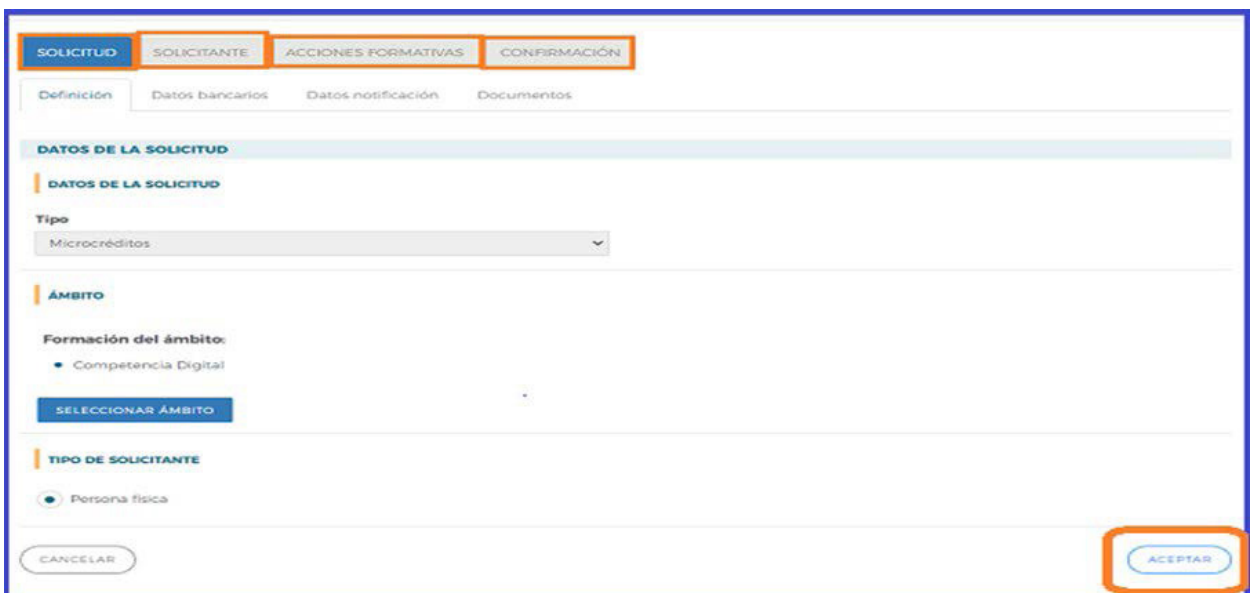 SOLICITUD SOLICITANTE ACCIONES FORMATIVAS CONFIRMACIÓN
Definición Datos bancarios Datos notificación Documentos
DATOS DE LA SOLICITUD
DATOS DE LA SOLICITUD
Tipo
Microcréditos
ÁMBITO
Formación del ámbito:
Competencia Digital
SELECCIONAR ÁMBITO
TIPO DE SOLICITANTE
Persona física
CANCELAR ACEPTAR